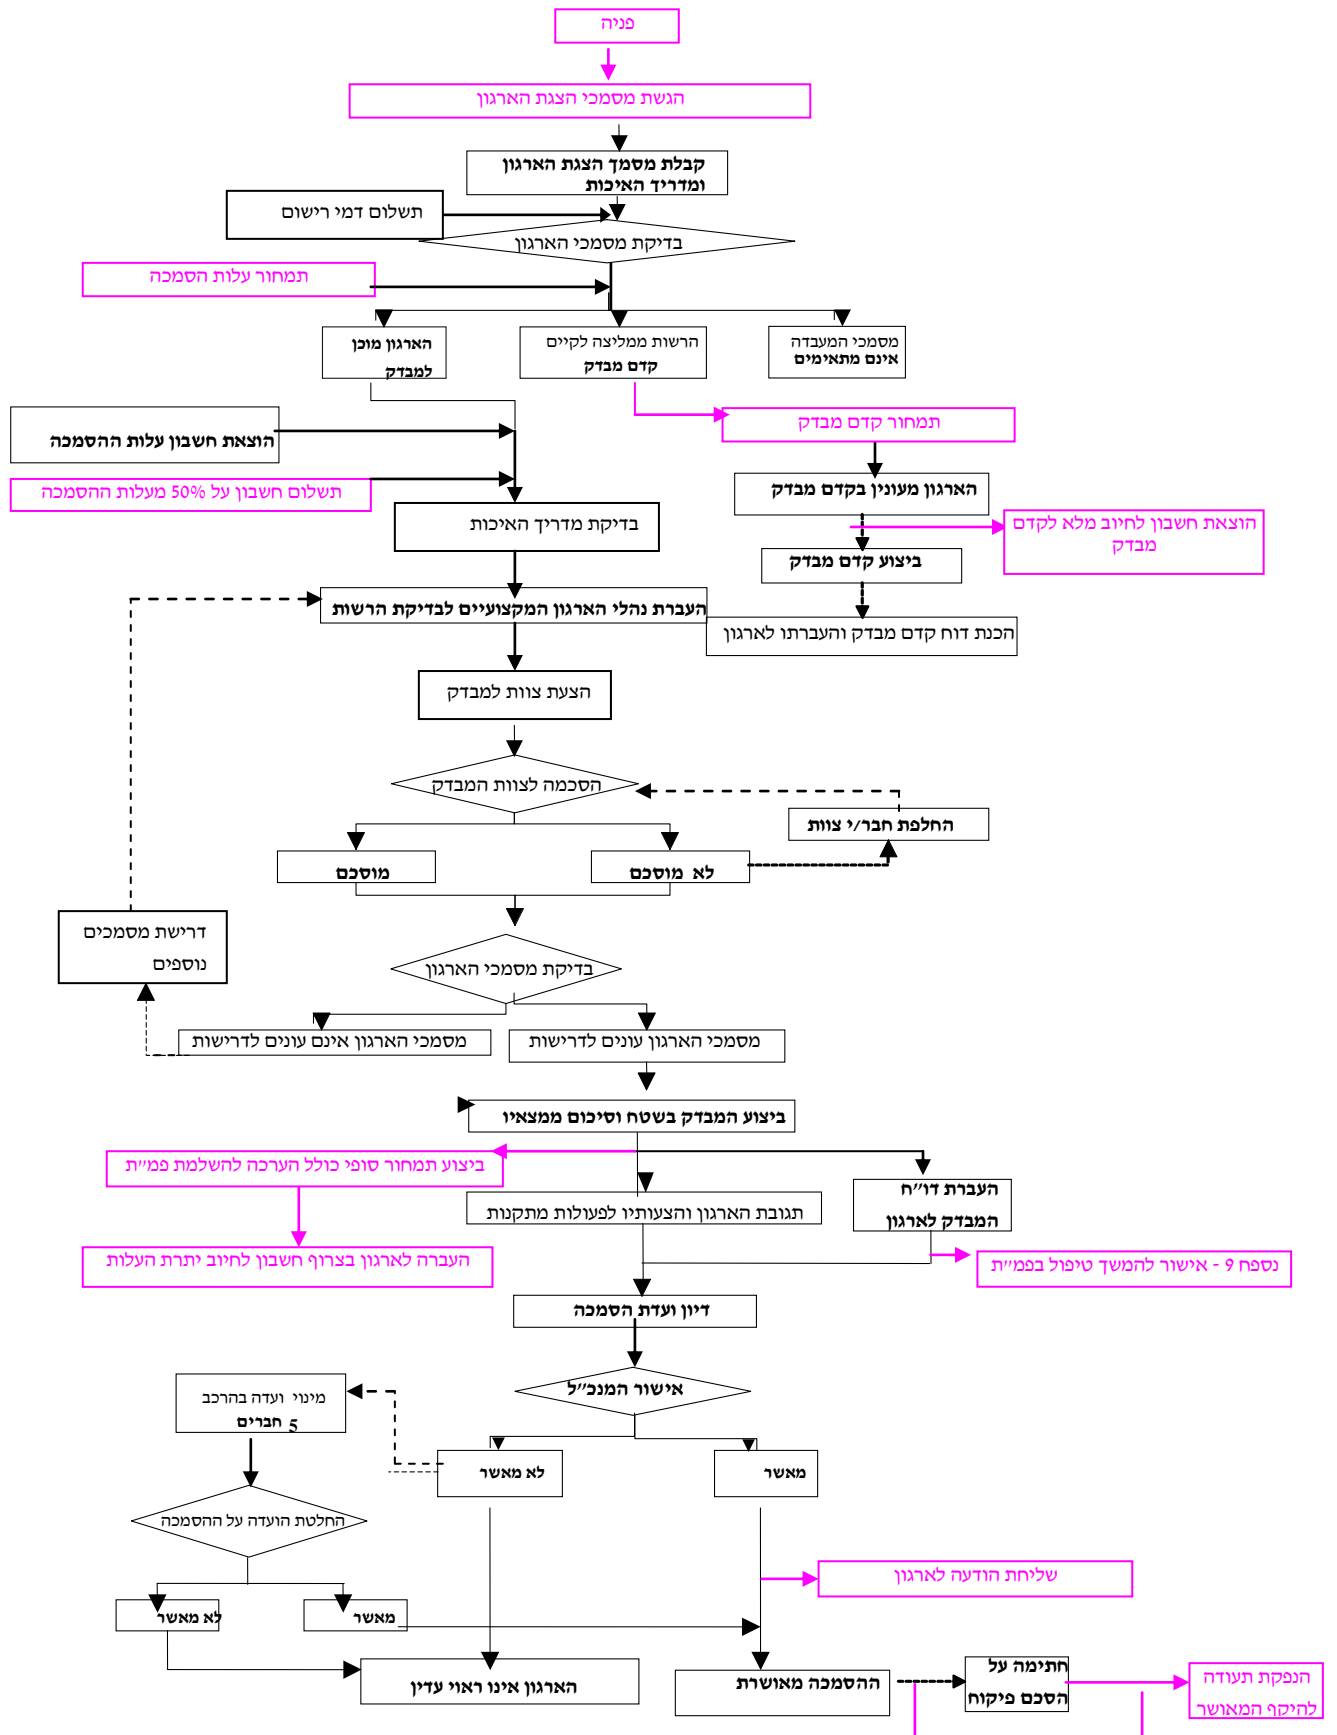 פניה
הגשת מסמכי הצגת הארגון
קבלת מסמך הצגת הארגון
ומדריך האיכות
תשלום דמי רישום
בדיקת מסמכי הארגון
תמחור עלות הסמכה
מסמכי המעבדה
אינם מתאימים
הרשות ממליצה לקיים
קדם מבדק
הארגון מוכן
למבדק
תמחור קדם מבדק
הוצאת חשבון עלות ההסמכה
תשלום חשבון על 50% מעלות ההסמכה
הארגון מעונין בקדם מבדק
הוצאת חשבון לחיוב מלא לקדם
מבדק
בדיקת מדריך האיכות
ביצוע קדם מבדק
העברת נהלי הארגון המקצועיים לבדיקת הרשות
הכנת דוח קדם מבדק והעברתו לארגון
הצעת צוות למבדק
הסכמה לצוות המבדק
החלפת חבר/י צוות
לא מוסכם
מוסכם
דרישת מסמכים
נוספים
בדיקת מסמכי הארגון
מסמכי הארגון עונים לדרישות
מסמכי הארגון אינם עונים לדרישות
ביצוע המבדק בשטח וסיכום ממצאיו
ביצוע תמחור סופי כולל הערכה להשלמת פמ״ת
העברת דו״ח
המבדק לארגון
תגובת הארגון והצעותיו לפעולות מתקנות
העברה לארגון בצרוף חשבון לחיוב יתרת העלות
נספח 9 - אישור להמשך טיפול בפמ״ת
דיון ועדת הסמכה
אישור המנכ״ל
מינוי ועדה בהרכב
5 חברים
מאשר
לא מאשר
החלטת הועדה על ההסמכה
שליחת הודעה לארגון
מאשר
לא מאשר
הארגון אינו ראוי עדין
ההסמכה מאושרת
חתימה על
הסכם פיקוח
הנפקת תעודה
להיקף המאושר